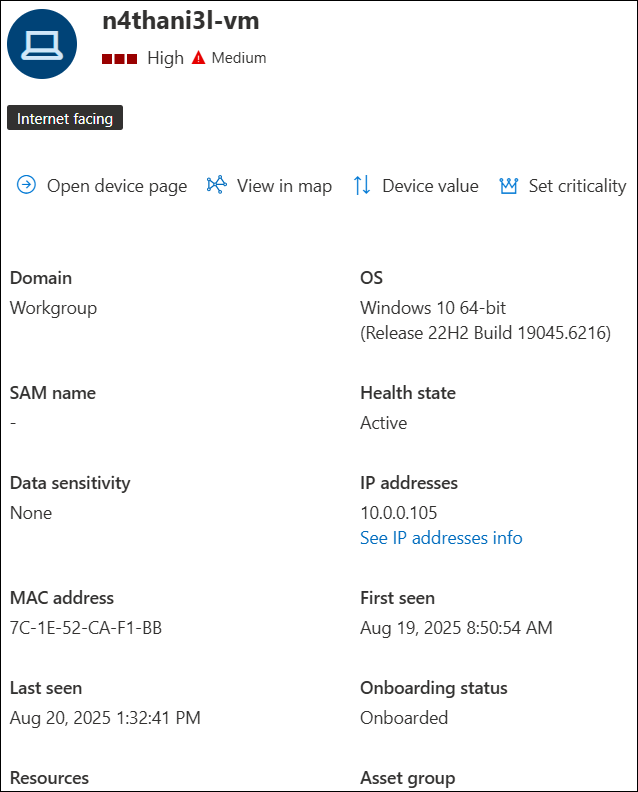 n4thani3l-vm
High Medium
Internet facing
Open device page View in map Device value Set criticality
Domain
Workgroup
OS
Windows 10 64-bit
(Release 22H2 Build 19045.6216)
SAM name
-
Health state
Active
Data sensitivity
None
IP addresses
10.0.0.105
See IP addresses info
MAC address
7C-1E-52-CA-F1-BB
First seen
Aug 19, 2025 8:50:54 AM
Last seen
Aug 20, 2025 1:32:41 PM
Onboarding status
Onboarded
Resources
Asset group